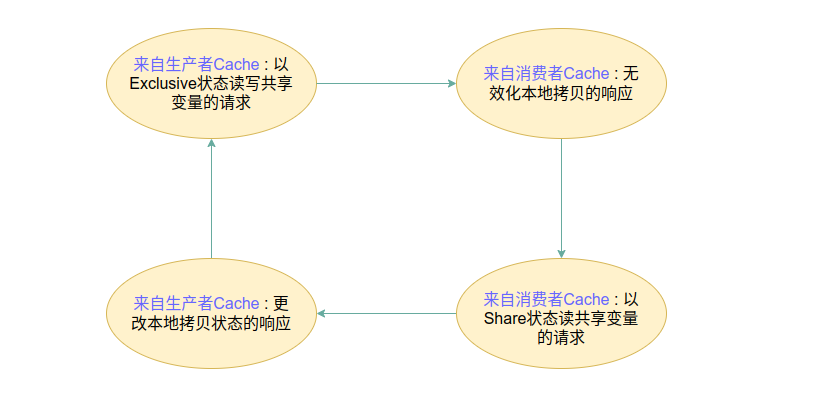 来自生产者Cache : 以
Exclusive状态读写共享
变量的请求
来自消费者Cache : 无
效化本地拷贝的响应
来自生产者Cache : 更
改本地拷贝状态的响应
来自消费者Cache : 以
Share状态读共享变量
的请求